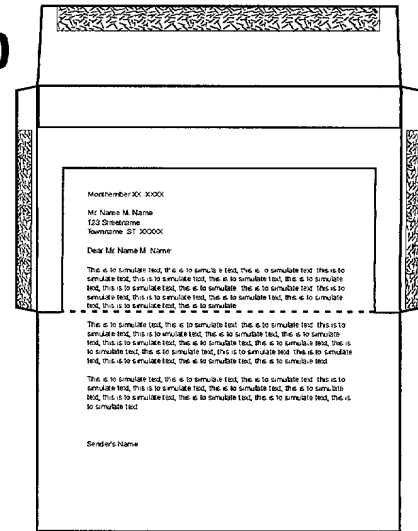 Monthember XX XXXX
Mr. Name M. Name
123 Streetname
Townname ST XXXXX
Dear Mr. Name M. Name
This is to simulate text, this is to simulate text, this is to simulate text this is to
simulate text, this is to simulate text, this is to simulate text, this is to simulate
text, this is to simulate text, this is to simulate text this is to
simulate text, this is to simulate text, this is to simulate text, this is to simulate
text, this is to simulate text, this is to simulate
This is to simulate text, this is to simulate text this is to simulate text this is to
simulate text, this is to simulate text, this is to simulate text, this is to simulate
text, this is to simulate text, this is to simulate text, this is to simulate text, this is
to simulate text, this is to simulate text, this is to simulate text this is to simulate
text, this is to simulate text, this is to simulate text, this is to simulate text
This is to simulate text, this is to simulate text, this is to simulate text this is to
simulate text, this is to simulate text, this is to simulate text, this is to simulate
text, this is to simulate text, this is to simulate text, this is to simulate text, this is
to simulate text
Sender's Name